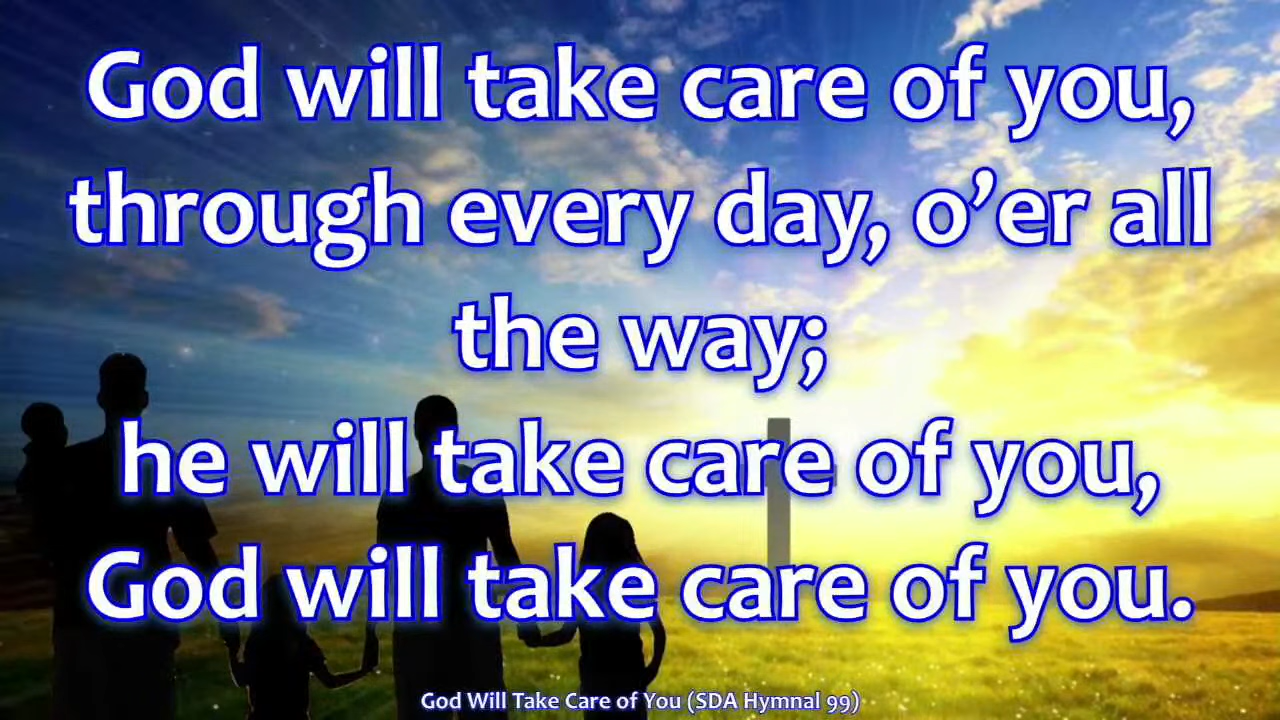 God will take care of you,
through every day, o’er all
the way;
he will take care of you,
God will take care of you.
God Will Take Care of You (SDA Hymnal 99)